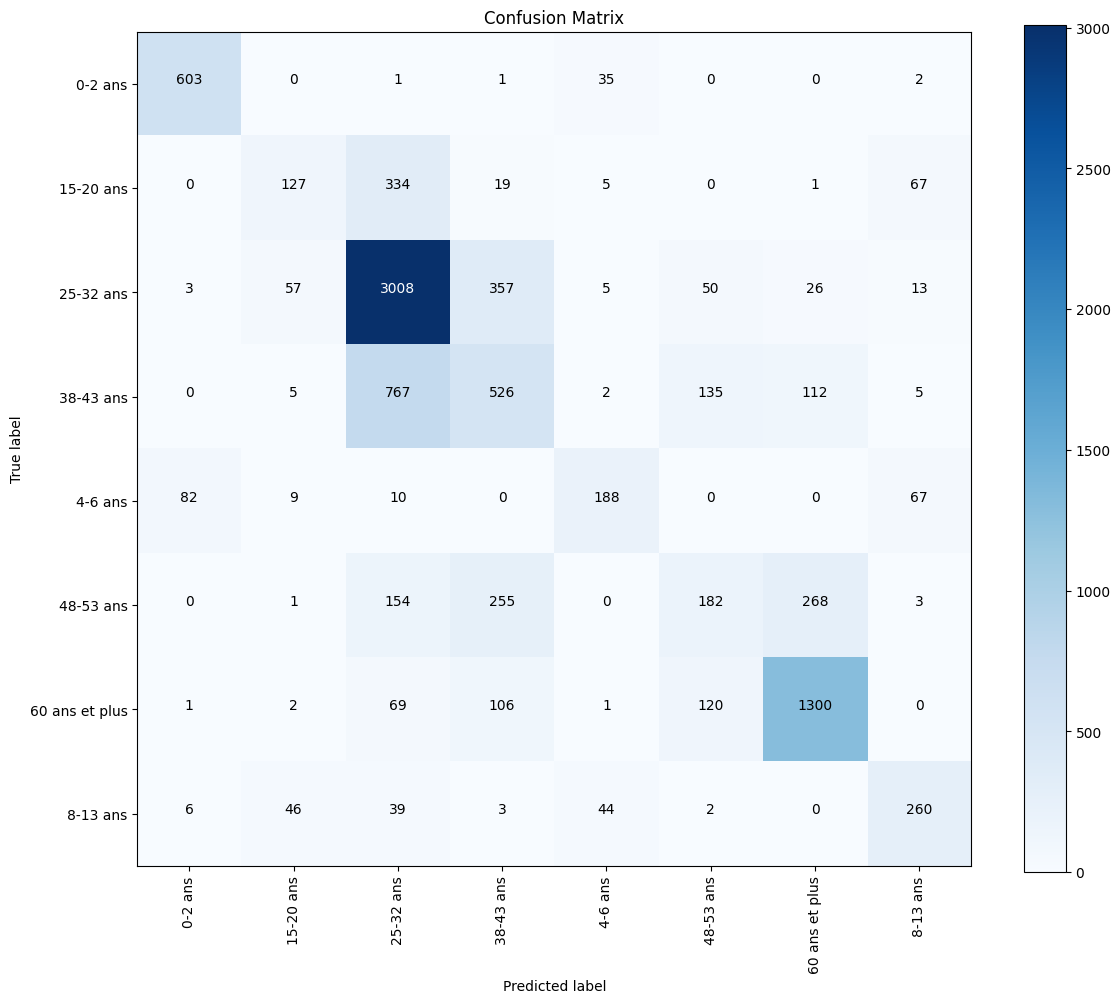 Confusion Matrix
True label
0-2 ans 603 0 1 1 35 0 0 2
15-20 ans 0 127 334 19 5 0 1 67
25-32 ans 3 57 3008 357 5 50 26 13
38-43 ans 0 5 767 526 2 135 112 5
4-6 ans 82 9 10 0 188 0 0 67
48-53 ans 0 1 154 255 0 182 268 3
60 ans et plus 1 2 69 106 1 120 1300 0
8-13 ans 6 46 39 3 44 2 0 260
0-2 ans
15-20 ans
25-32 ans
38-43 ans
4-6 ans
48-53 ans
60 ans et plus
8-13 ans
Predicted label
3000
2500
2000
1500
1000
500
0